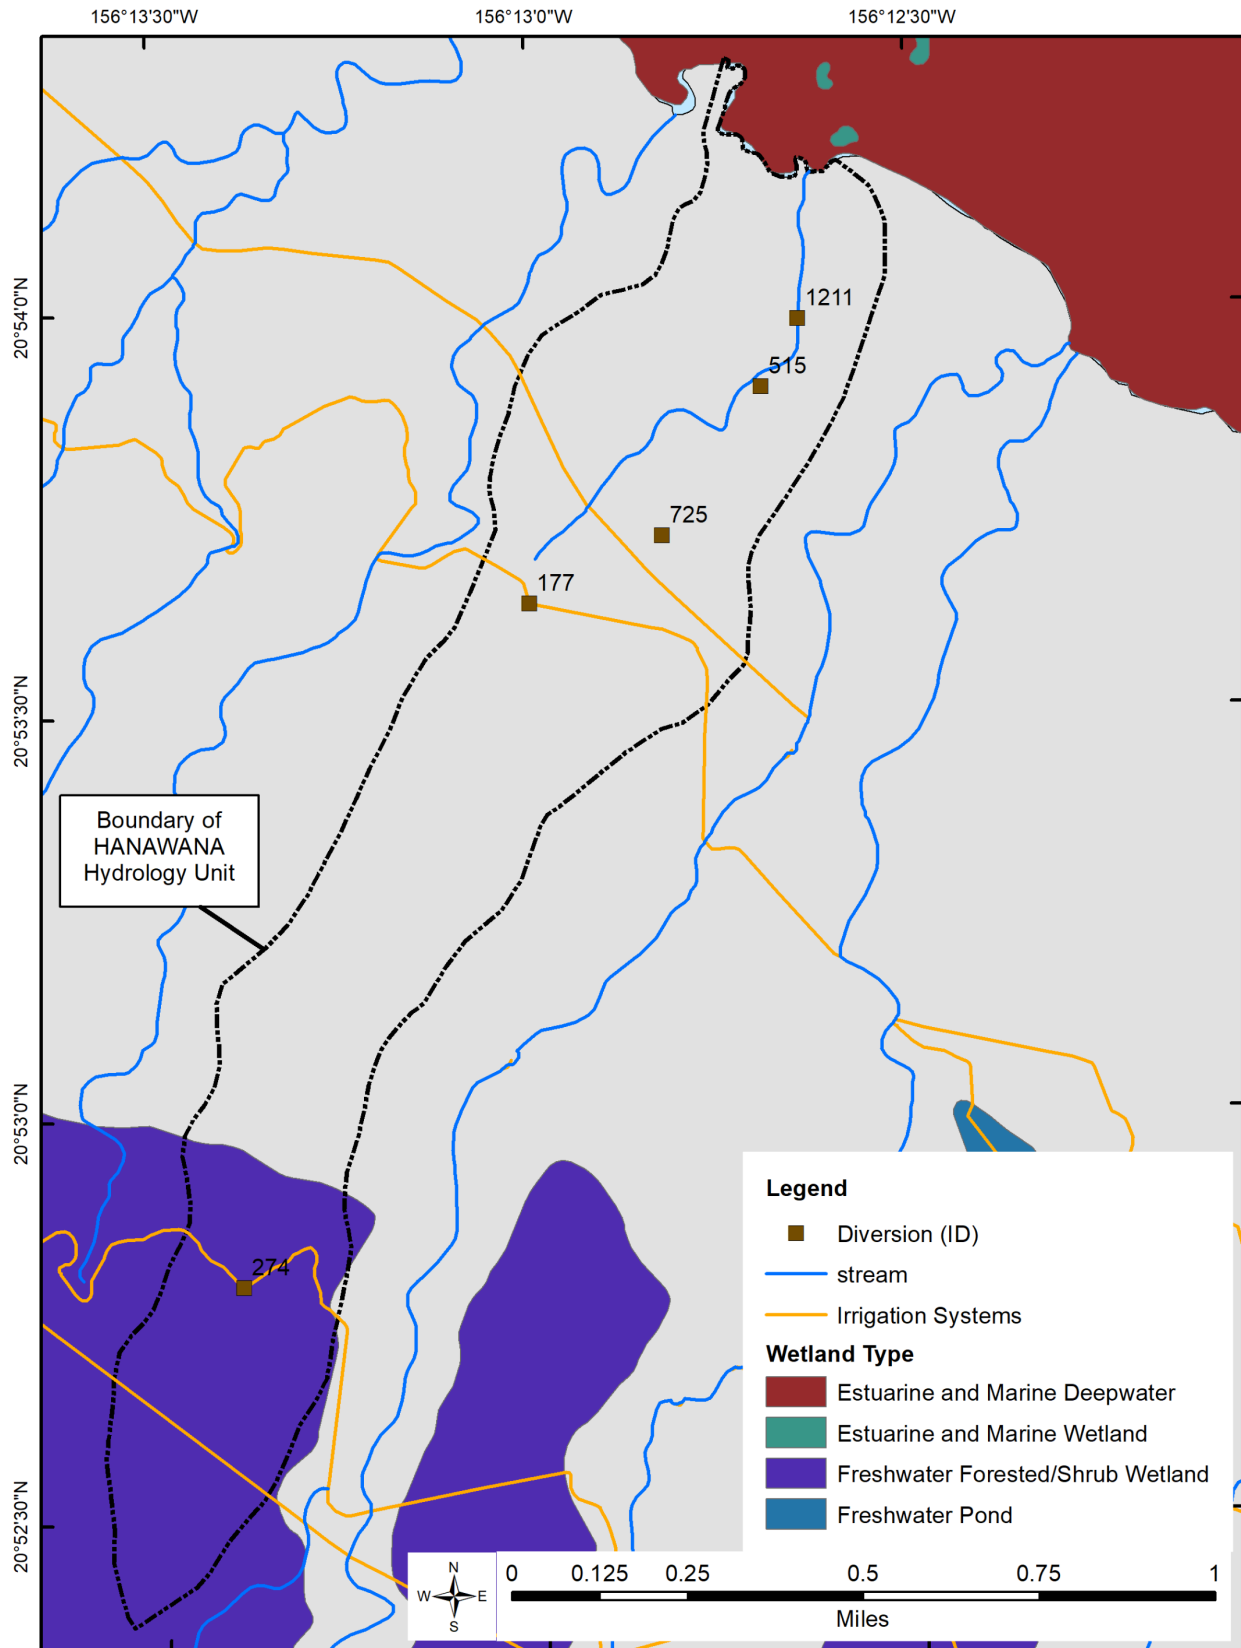 156°13'30"W 156°13'0"W 156°12'30"W
20°54'0"N
20°53'30"N
20°53'0"N
20°52'30"N
1211
515
725
177
Boundary of
HANAWANA
Hydrology Unit
274
Legend
Diversion (ID)
stream
Irrigation Systems
Wetland Type
Estuarine and Marine Deepwater
Estuarine and Marine Wetland
Freshwater Forested/Shrub Wetland
Freshwater Pond
N
W E
S
0 0.125 0.25 0.5 0.75 1
Miles